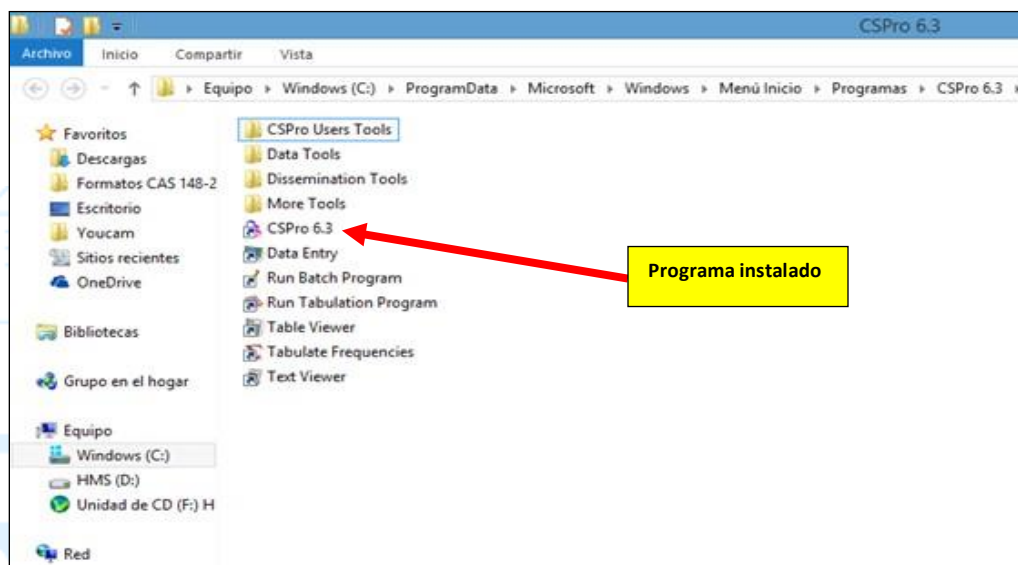 CSPro 6.3
Archivo Inicio Compartir Vista
Equipo Windows (C:) ProgramData Microsoft Windows Menú Inicio Programas CSPro 6.3
Favoritos
Descargas
Formatos CAS 148-2
Escritorio
Youcam
Sitios recientes
OneDrive
Bibliotecas
Grupo en el hogar
Equipo
Windows (C:)
HMS (D:)
Unidad de CD (F:) H
Red
CSPro Users Tools
Data Tools
Dissemination Tools
More Tools
CSPro 6.3
Data Entry
Run Batch Program
Run Tabulation Program
Table Viewer
Tabulate Frequencies
Text Viewer
Programa instalado